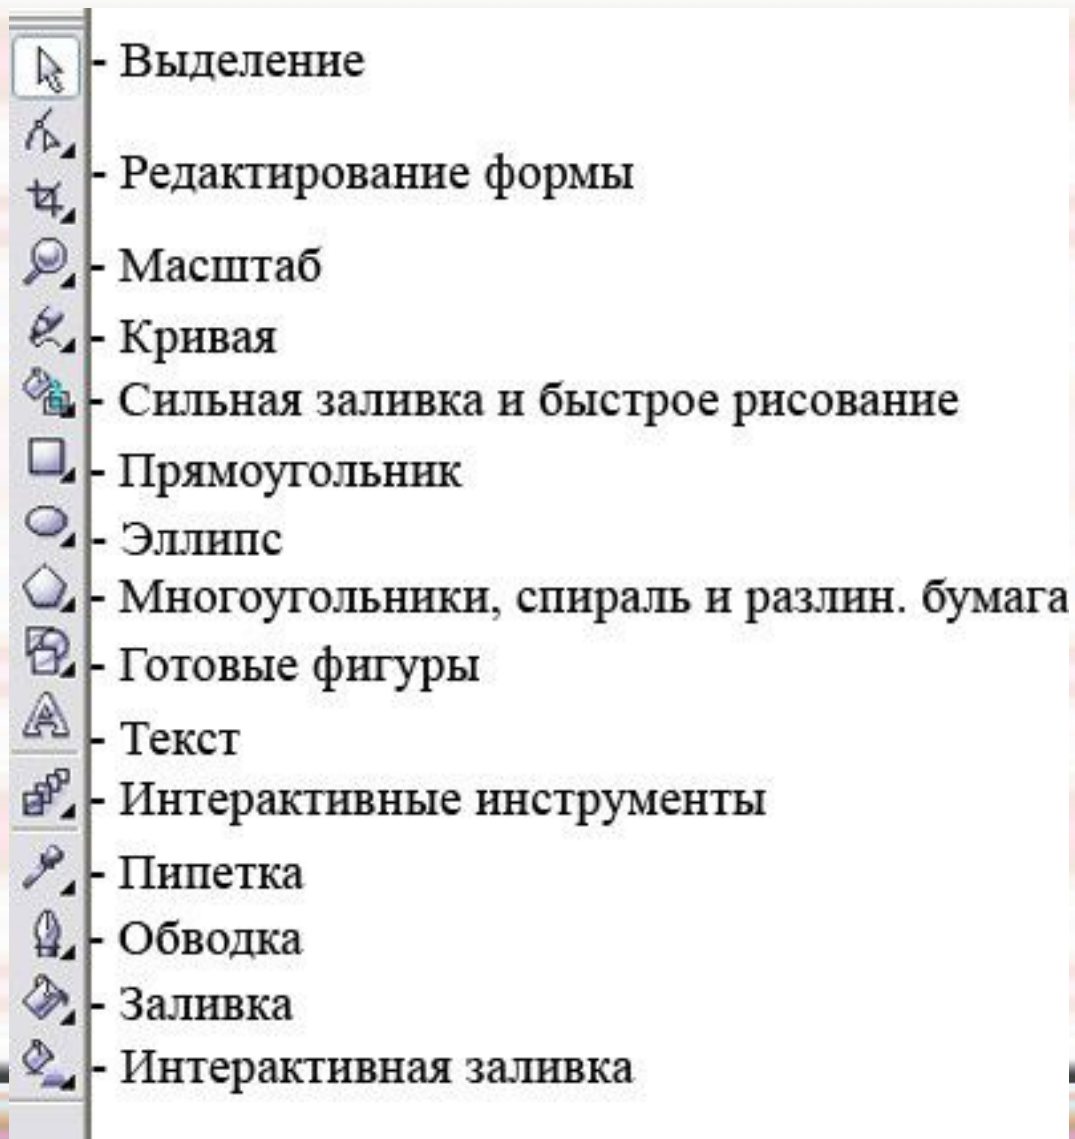 - Выделение
- Редактирование формы
- Масштаб
- Кривая
- Сильная заливка и быстрое рисование
- Прямоугольник
- Эллипс
- Многоугольники, спираль и разлин. бумага
- Готовые фигуры
- Текст
- Интерактивные инструменты
- Пипетка
- Обводка
- Заливка
- Интерактивная заливка